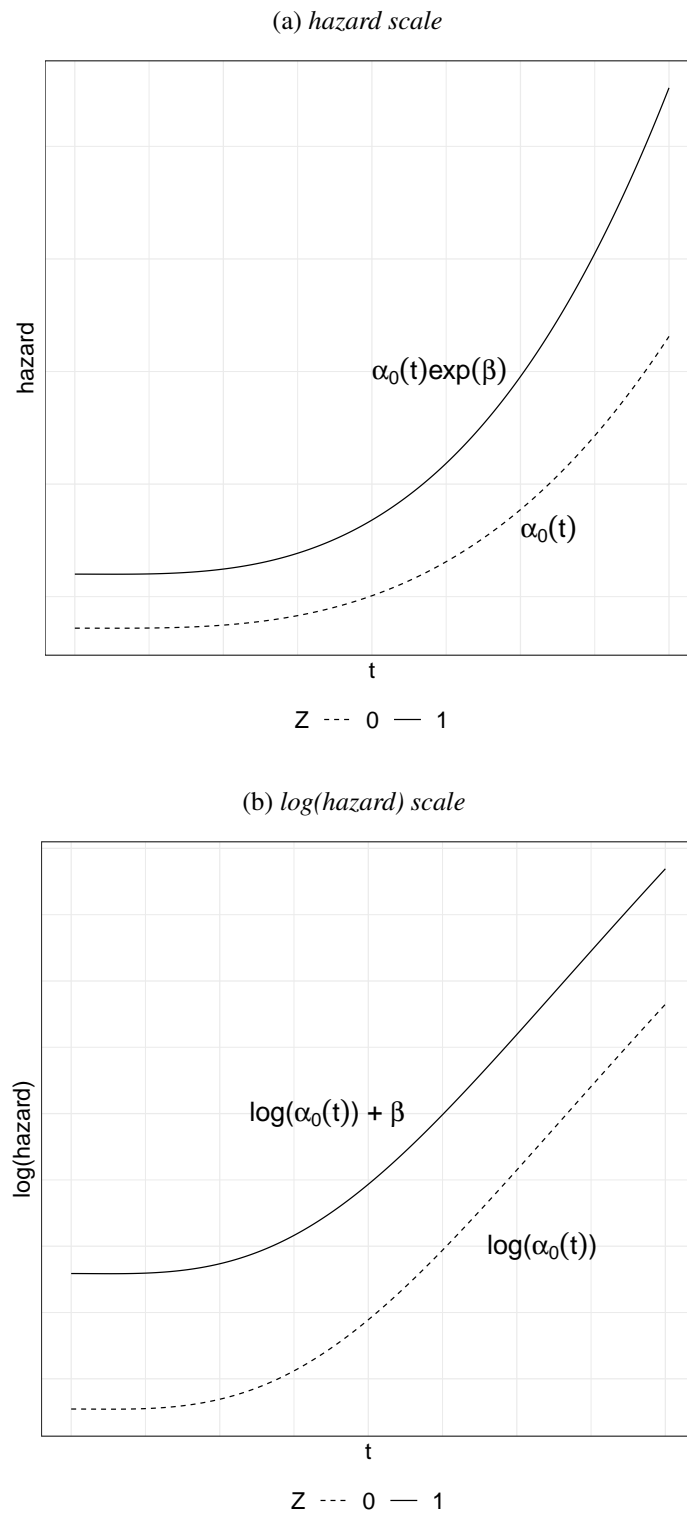 (a) hazard scale
hazard
α₀(t)exp(β)
α₀(t)
t
Z 0 1
(b) log(hazard) scale
log(hazard)
log(α₀(t)) + β
log(α₀(t))
t
Z 0 1